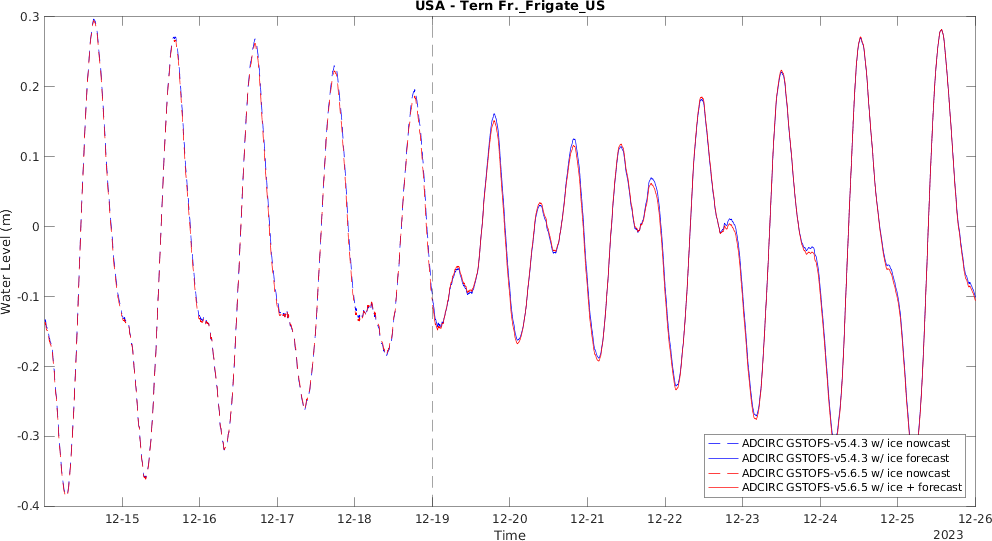 USA - Tern Fr._Frigate_US
Water Level (m)
0.3
0.2
0.1
0
-0.1
-0.2
-0.3
-0.4
ADCIRC GSTOFS-v5.4.3 w/ ice nowcast
ADCIRC GSTOFS-v5.4.3 w/ ice forecast
ADCIRC GSTOFS-v5.6.5 w/ ice nowcast
ADCIRC GSTOFS-v5.6.5 w/ ice + forecast
12-15 12-16 12-17 12-18 12-19 12-20 12-21 12-22 12-23 12-24 12-25 12-26
Time
2023